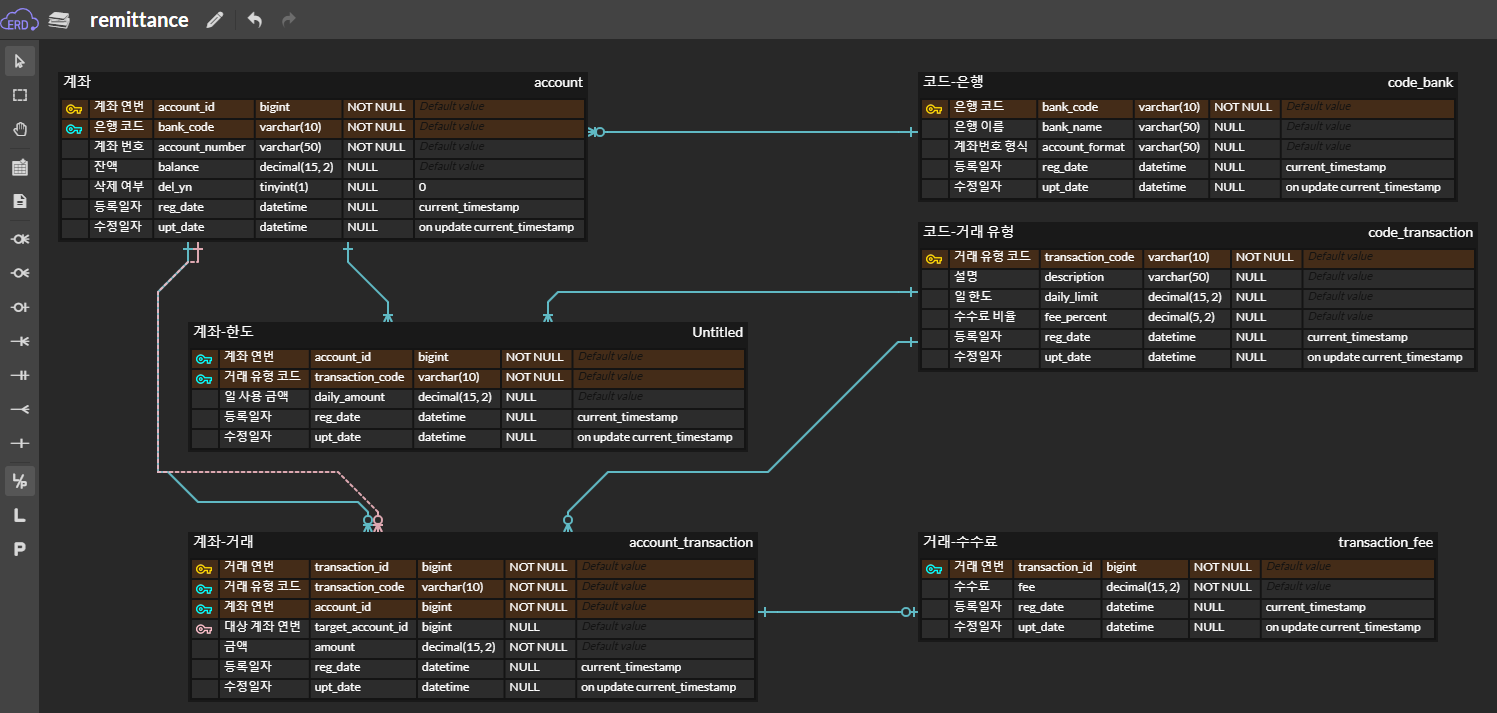 ERD
remittance
계좌 account
계좌 연번 account_id bigint NOT NULL Default value
은행 코드 bank_code varchar(10) NOT NULL Default value
계좌 번호 account_number varchar(50) NOT NULL Default value
잔액 balance decimal(15, 2) NULL Default value
삭제 여부 del_yn tinyint(1) NULL 0
등록일자 reg_date datetime NULL current_timestamp
수정일자 upt_date datetime NULL on update current_timestamp
코드-은행 code_bank
은행 코드 bank_code varchar(10) NOT NULL Default value
은행 이름 bank_name varchar(50) NULL Default value
계좌번호 형식 account_format varchar(50) NULL Default value
등록일자 reg_date datetime NULL current_timestamp
수정일자 upt_date datetime NULL on update current_timestamp
코드-거래 유형 code_transaction
거래 유형 코드 transaction_code varchar(10) NOT NULL Default value
설명 description varchar(50) NULL Default value
일 한도 daily_limit decimal(15, 2) NULL Default value
수수료 비율 fee_percent decimal(5, 2) NULL Default value
등록일자 reg_date datetime NULL current_timestamp
수정일자 upt_date datetime NULL on update current_timestamp
계좌-한도 Untitled
계좌 연번 account_id bigint NOT NULL Default value
거래 유형 코드 transaction_code varchar(10) NOT NULL Default value
일 사용 금액 daily_amount decimal(15, 2) NULL Default value
등록일자 reg_date datetime NULL current_timestamp
수정일자 upt_date datetime NULL on update current_timestamp
계좌-거래 account_transaction
거래 연번 transaction_id bigint NOT NULL Default value
거래 유형 코드 transaction_code varchar(10) NOT NULL Default value
계좌 연번 account_id bigint NOT NULL Default value
대상 계좌 연번 target_account_id bigint NULL Default value
금액 amount decimal(15, 2) NOT NULL Default value
등록일자 reg_date datetime NULL current_timestamp
수정일자 upt_date datetime NULL on update current_timestamp
거래-수수료 transaction_fee
거래 연번 transaction_id bigint NOT NULL Default value
수수료 fee decimal(15, 2) NOT NULL Default value
등록일자 reg_date datetime NULL current_timestamp
수정일자 upt_date datetime NULL on update current_timestamp
L/P
L
P